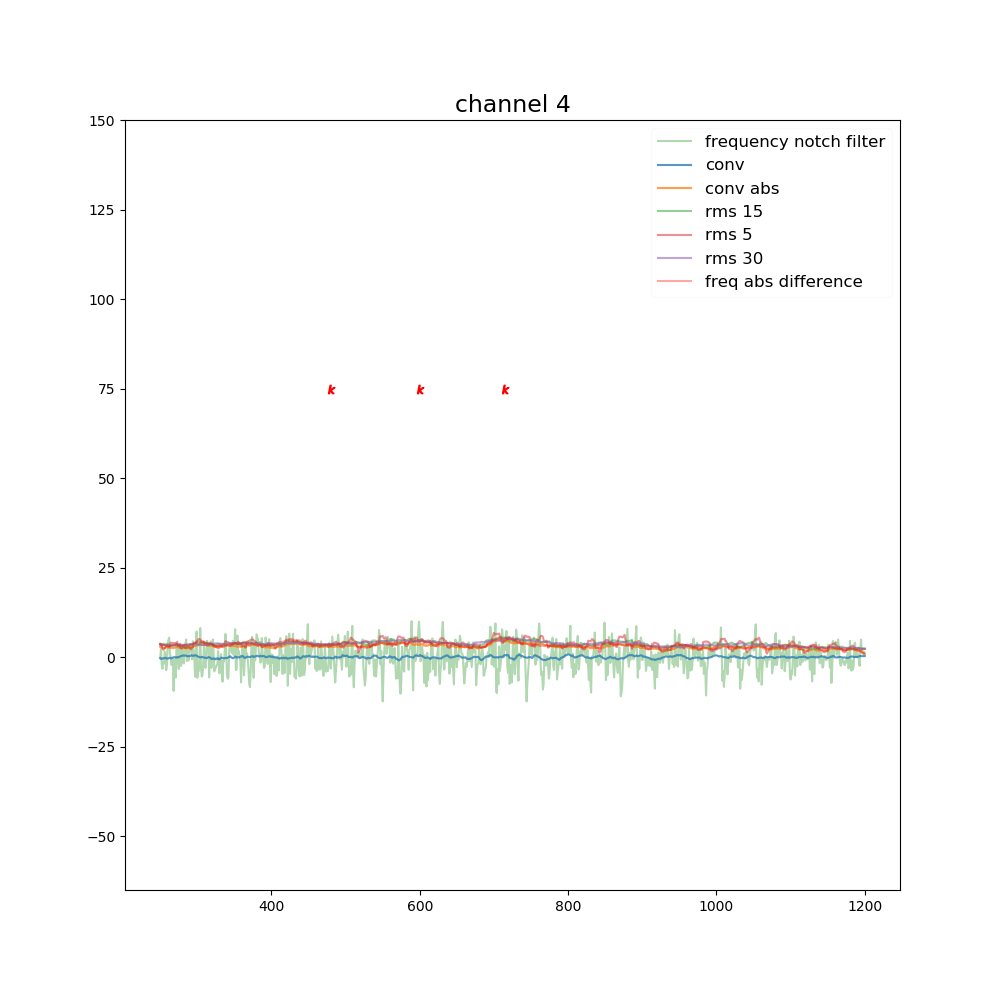 channel 4
150
125
100
75
50
25
0
−25
−50
frequency notch filter
conv
conv abs
rms 15
rms 5
rms 30
freq abs difference
k k k
400 600 800 1000 1200